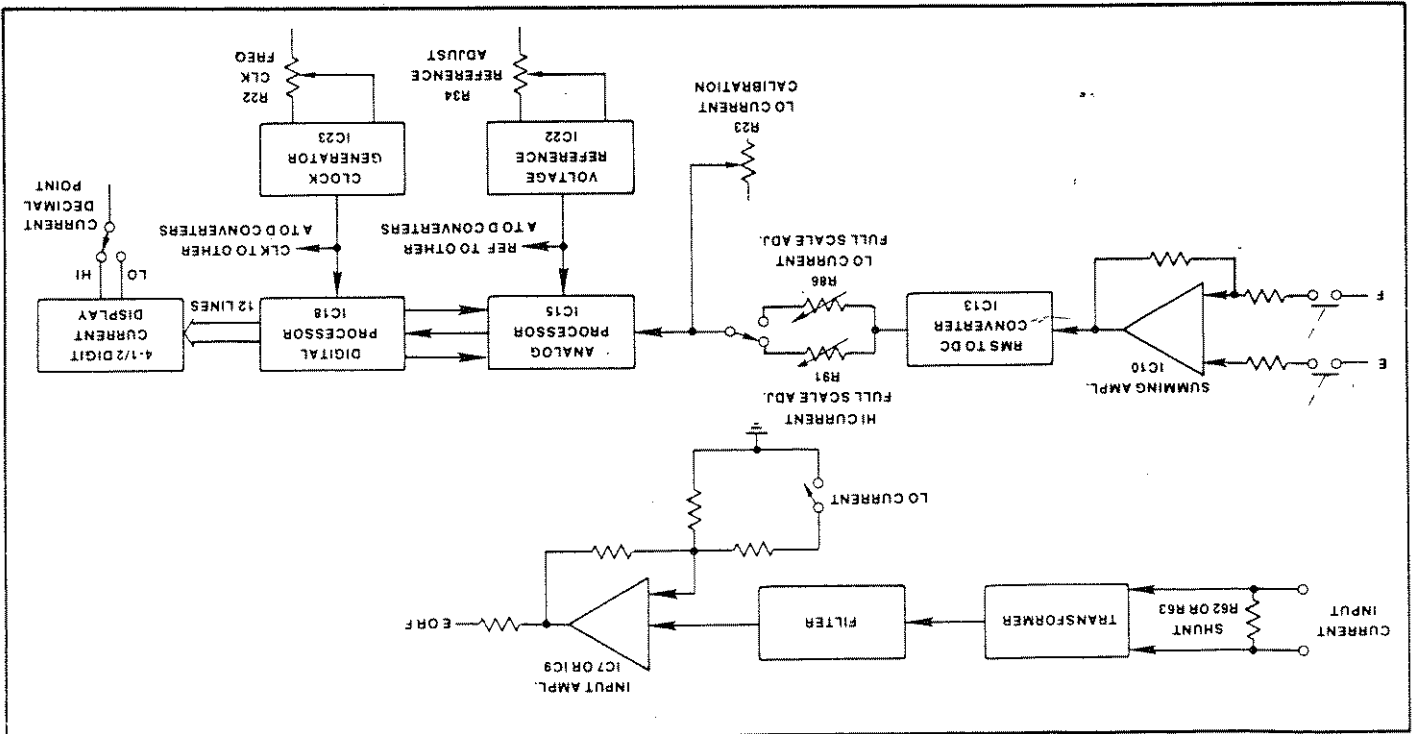 CURRENT
INPUT
SHUNT
R62 OR R63
TRANSFORMER
FILTER
INPUT AMPL.
IC7 OR IC9
E OR F
LO CURRENT
E
F
SUMMING AMPL.
IC10
RMS TO DC
CONVERTER
IC13
HI CURRENT
FULL SCALE ADJ.
R91
R86
LO CURRENT
FULL SCALE ADJ.
R23
LO CURRENT
CALIBRATION
ANALOG
PROCESSOR
IC15
DIGITAL
PROCESSOR
IC18
12 LINES
4-1/2 DIGIT
CURRENT
DISPLAY
LO
HI
CURRENT
DECIMAL
POINT
REF TO OTHER
A TO D CONVERTERS
CLK TO OTHER
A TO D CONVERTERS
VOLTAGE
REFERENCE
IC22
CLOCK
GENERATOR
IC23
R34
REFERENCE
ADJUST
R22
CLK
FREQ